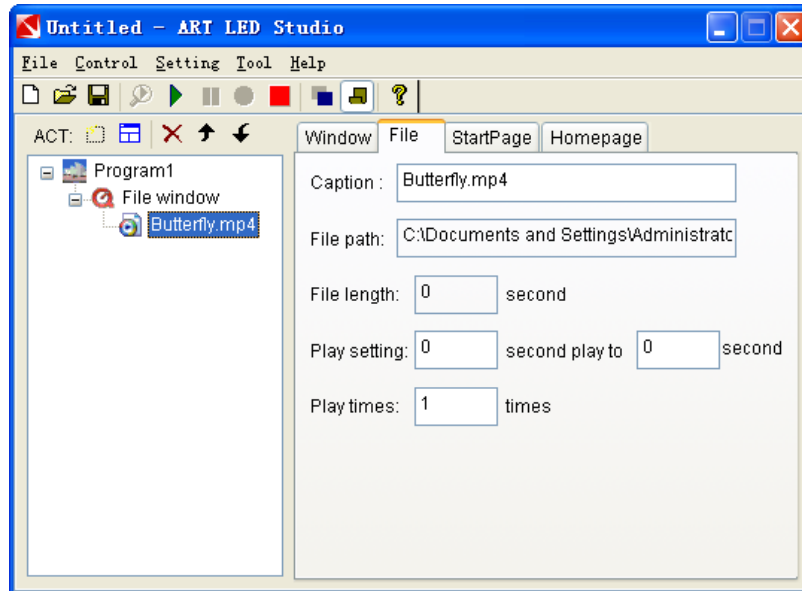 Untitled - ART LED Studio
File Control Setting Tool Help
ACT:
Window File StartPage Homepage
Program1
File window
Butterfly.mp4
Caption : Butterfly.mp4
File path: C:\Documents and Settings\Administratc
File length: 0 second
Play setting: 0 second play to 0 second
Play times: 1 times